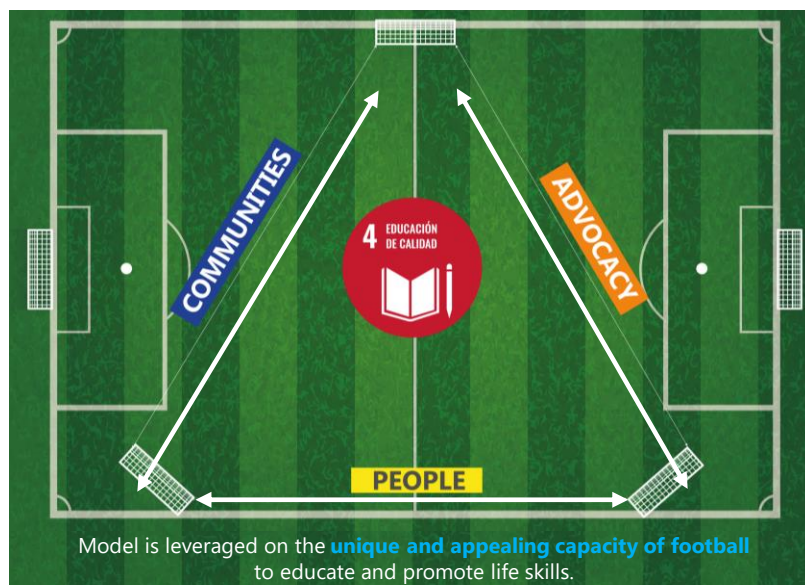 COMMUNITIES
ADVOCACY
4 EDUCACIÓN
DE CALIDAD
PEOPLE
Model is leveraged on the unique and appealing capacity of football
to educate and promote life skills.